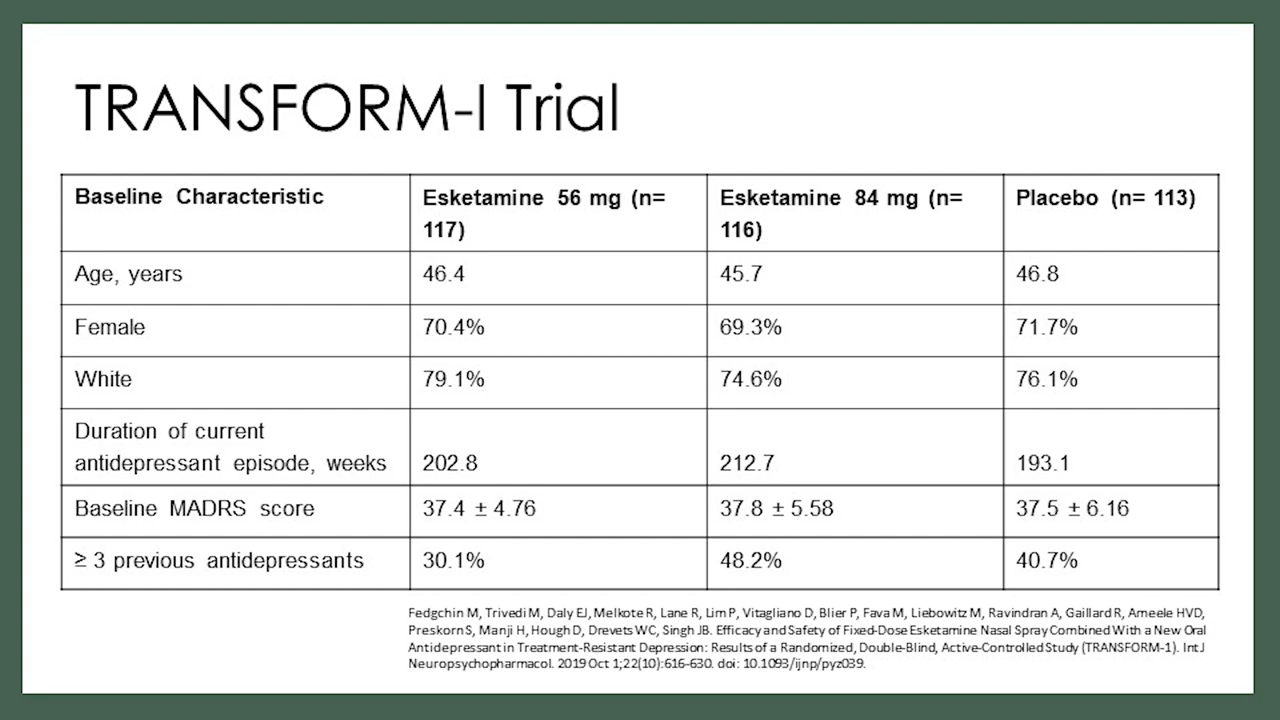 TRANSFORM-I Trial
Baseline Characteristic
Esketamine 56 mg (n=
117)
Esketamine 84 mg (n=
116)
Placebo (n= 113)
Age, years
46.4
45.7
46.8
Female
70.4%
69.3%
71.7%
White
79.1%
74.6%
76.1%
Duration of current
antidepressant episode, weeks
202.8
212.7
193.1
Baseline MADRS score
37.4 ± 4.76
37.8 ± 5.58
37.5 ± 6.16
≥ 3 previous antidepressants
30.1%
48.2%
40.7%
Fedgchin M, Trivedi M, Daly EJ, Melkote R, Lane R, Lim P, Vitagliano D, Blier P, Fava M, Liebowitz M, Ravindran A, Gaillard R, Ameele HVD,
Preskorn S, Manji H, Hough D, Drevets WC, Singh JB. Efficacy and Safety of Fixed-Dose Esketamine Nasal Spray Combined With a New Oral
Antidepressant in Treatment-Resistant Depression: Results of a Randomized, Double-Blind, Active-Controlled Study (TRANSFORM-1). Int J
Neuropsychopharmacol. 2019 Oct 1;22(10):616-630. doi: 10.1093/ijnp/pyz039.